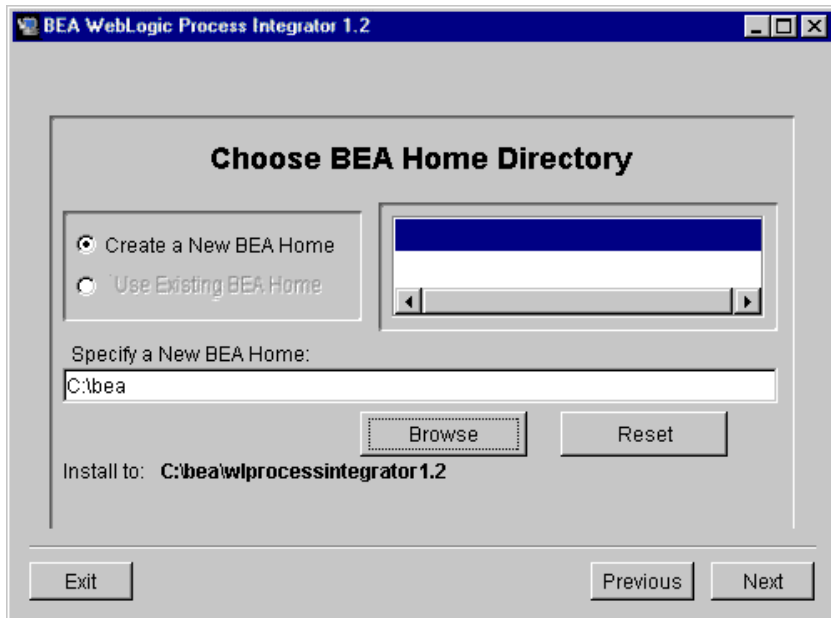 BEA WebLogic Process Integrator 1.2
Choose BEA Home Directory
Create a New BEA Home
Use Existing BEA Home
Specify a New BEA Home:
C:\bea
Browse
Reset
Install to: C:\bea\wlprocessintegrator1.2
Exit
Previous
Next